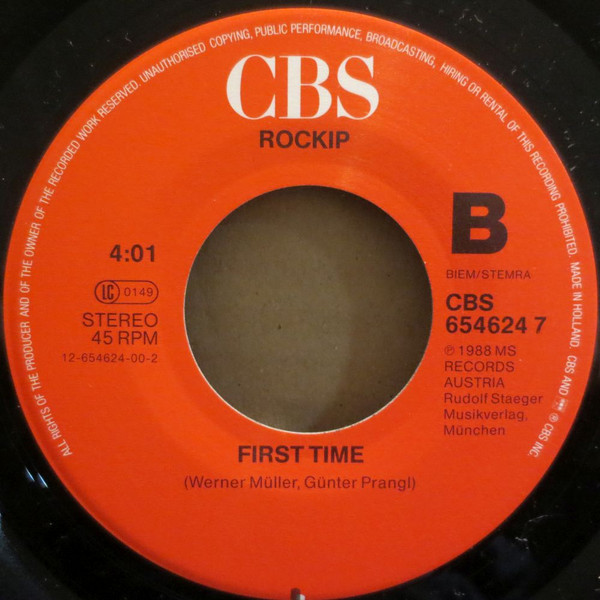 ALL RIGHTS OF THE PRODUCER AND OF THE OWNER OF THE RECORDED WORK RESERVED. UNAUTHORISED COPYING, PUBLIC PERFORMANCE, BROADCASTING, HIRING OR RENTAL OF THIS RECORDING PROHIBITED. MADE IN HOLLAND. CBS AND ® CBS INC.
CBS
ROCKIP
B
4:01
BIEM/STEMRA
LC 0149
CBS
654624 7
STEREO
45 RPM
12-654624-00-2
℗ 1988 MS
RECORDS
AUSTRIA
Rudolf Staeger
Musikverlag,
München
FIRST TIME
(Werner Müller, Günter Prangl)